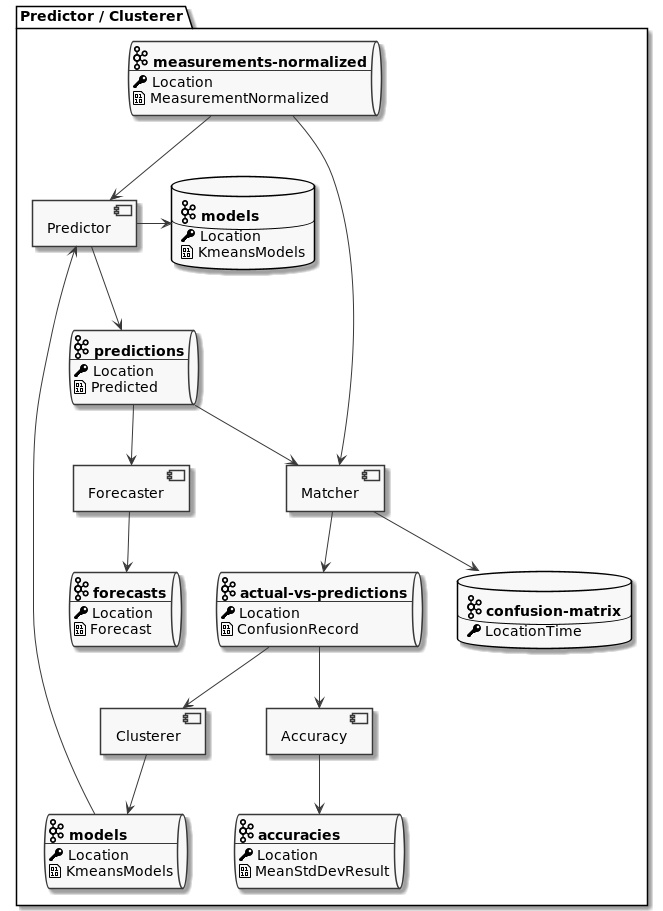 Predictor / Clusterer
measurements-normalized
Location
MeasurementNormalized
Predictor
models
Location
KmeansModels
predictions
Location
Predicted
Forecaster
Matcher
forecasts
Location
Forecast
actual-vs-predictions
Location
ConfusionRecord
confusion-matrix
LocationTime
Clusterer
Accuracy
models
Location
KmeansModels
accuracies
Location
MeanStdDevResult